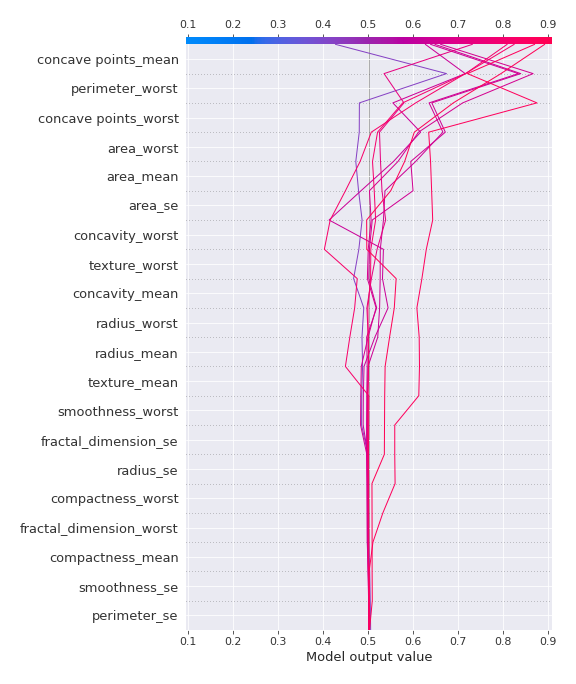 0.1 0.2 0.3 0.4 0.5 0.6 0.7 0.8 0.9
concave points_mean
perimeter_worst
concave points_worst
area_worst
area_mean
area_se
concavity_worst
texture_worst
concavity_mean
radius_worst
radius_mean
texture_mean
smoothness_worst
fractal_dimension_se
radius_se
compactness_worst
fractal_dimension_worst
compactness_mean
smoothness_se
perimeter_se
0.1 0.2 0.3 0.4 0.5 0.6 0.7 0.8 0.9
Model output value